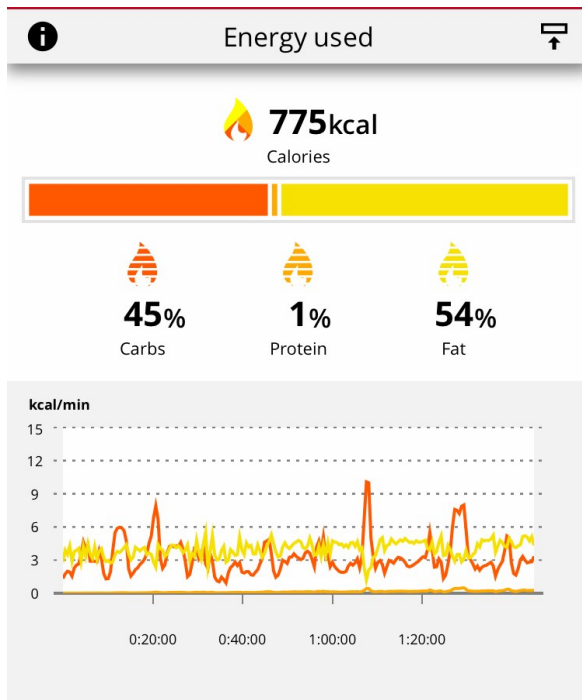 Energy used
775kcal
Calories
45% 1% 54%
Carbs Protein Fat
kcal/min
15
12
9
6
3
0
0:20:00 0:40:00 1:00:00 1:20:00